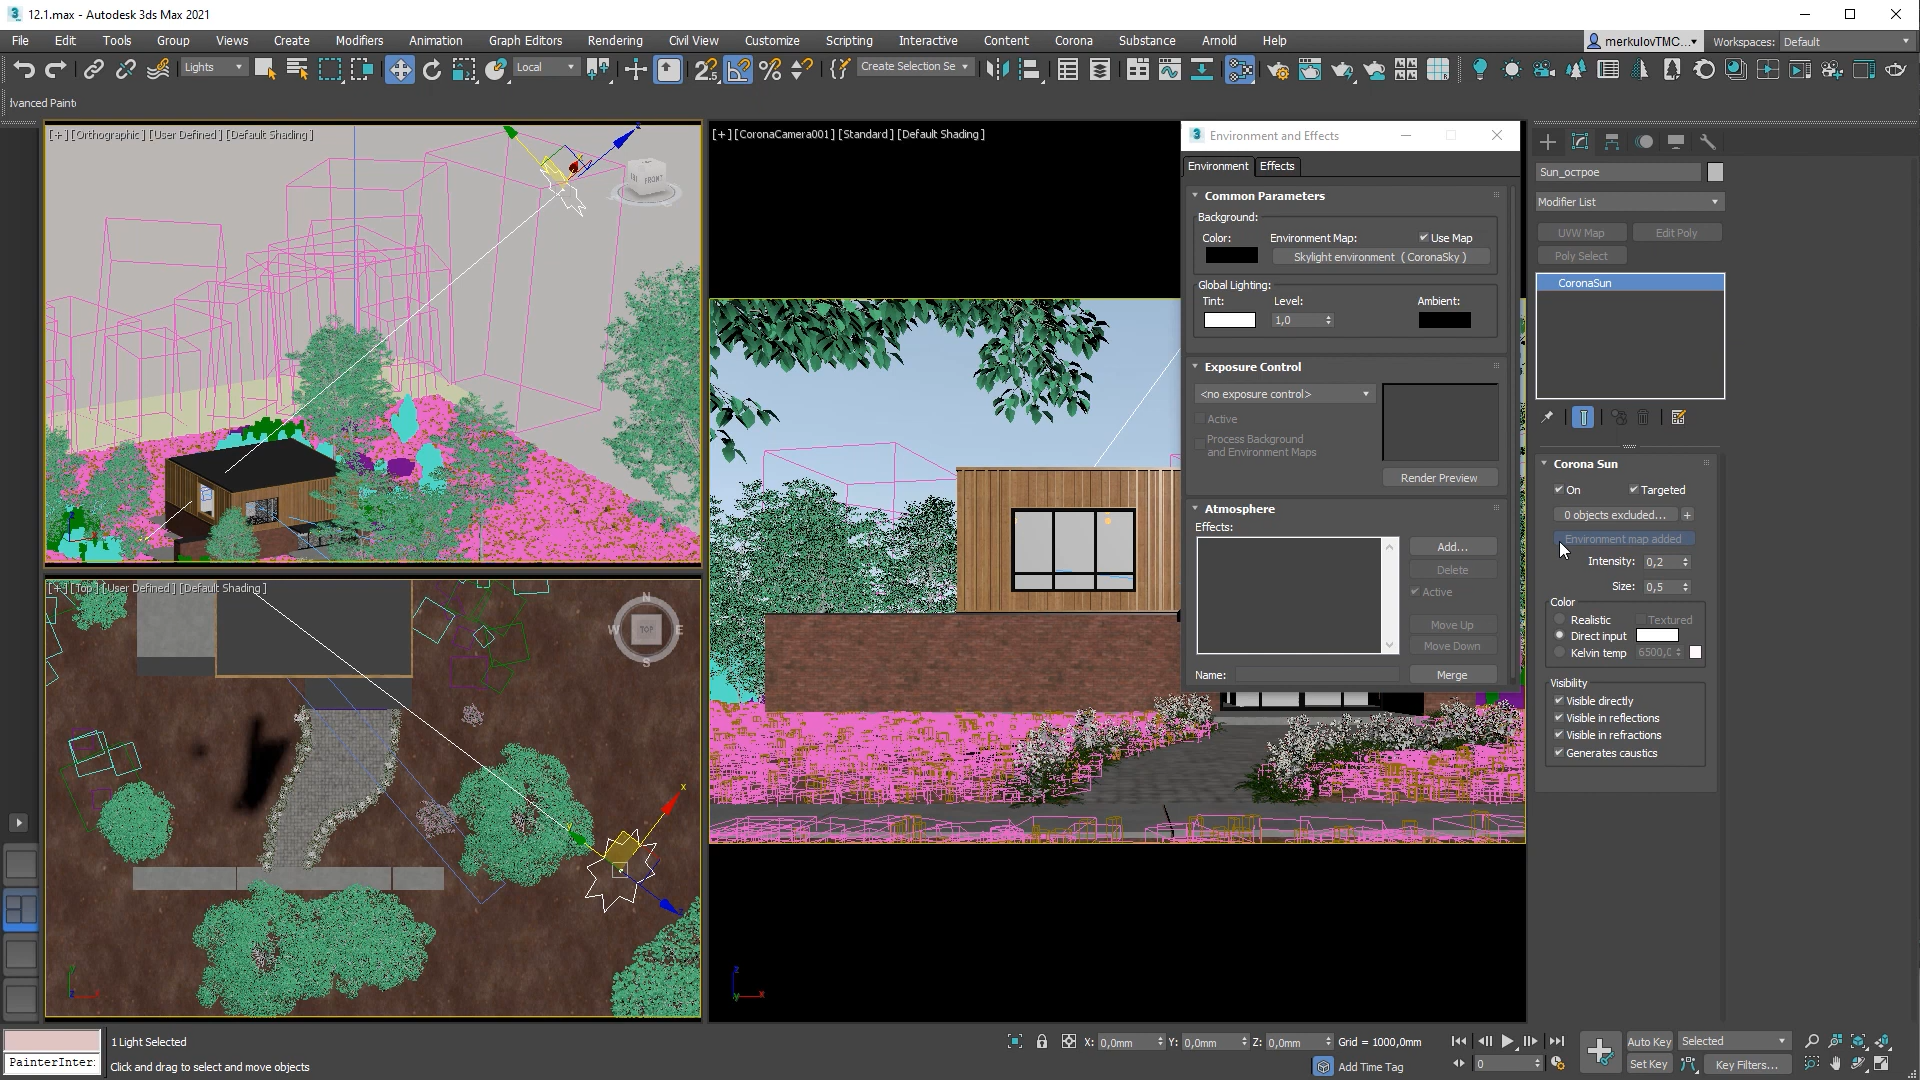 12.1.max - Autodesk 3ds Max 2021
File Edit Tools Group Views Create Modifiers Animation Graph Editors Rendering Civil View Customize Scripting Interactive Content Corona Substance Arnold Help
merkulovTMC... Workspaces: Default
Lights Local Create Selection Se
lvanced Paint
[+] [Orthographic] [User Defined] [Default Shading]
FRONT
[+] [CoronaCamera001] [Standard] [Default Shading]
[+] [Top] [User Defined] [Default Shading]
N
W TOP E
S
Environment and Effects
Environment Effects
Common Parameters
Background:
Color: Environment Map: Use Map
Skylight environment ( CoronaSky )
Global Lighting:
Tint: Level: Ambient:
1,0
Exposure Control
<no exposure control>
Active
Process Background
and Environment Maps
Render Preview
Atmosphere
Effects:
Add...
Delete
Active
Move Up
Move Down
Name: Merge
Sun_острое
Modifier List
UVW Map Edit Poly
Poly Select
CoronaSun
Corona Sun
On Targeted
0 objects excluded... +
Environment map added
Intensity: 0,2
Size: 0,5
Color
Realistic Textured
Direct input
Kelvin temp 6500,0
Visibility
Visible directly
Visible in reflections
Visible in refractions
Generates caustics
1 Light Selected
PainterInter:
Click and drag to select and move objects
X: 0,0mm Y: 0,0mm Z: 0,0mm Grid = 1000,0mm
Add Time Tag
0
Auto Key Selected
Set Key Key Filters...